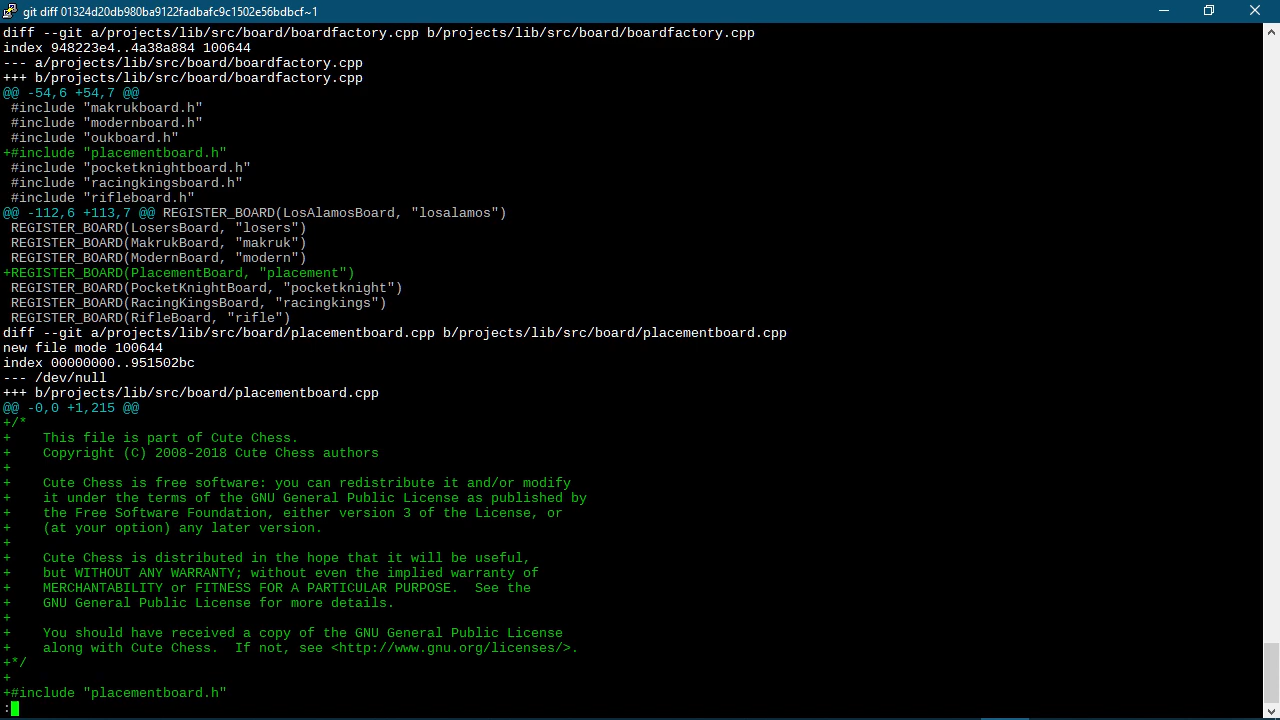 git diff 01324d20db980ba9122fadbafc9c1502e56bdbcf~1
diff --git a/projects/lib/src/board/boardfactory.cpp b/projects/lib/src/board/boardfactory.cpp
index 948223e4..4a38a884 100644
--- a/projects/lib/src/board/boardfactory.cpp
+++ b/projects/lib/src/board/boardfactory.cpp
@@ -54,6 +54,7 @@
 #include "makrukboard.h"
 #include "modernboard.h"
 #include "oukboard.h"
+#include "placementboard.h"
 #include "pocketknightboard.h"
 #include "racingkingsboard.h"
 #include "rifleboard.h"
@@ -112,6 +113,7 @@ REGISTER_BOARD(LosAlamosBoard, "losalamos")
 REGISTER_BOARD(LosersBoard, "losers")
 REGISTER_BOARD(MakrukBoard, "makruk")
 REGISTER_BOARD(ModernBoard, "modern")
+REGISTER_BOARD(PlacementBoard, "placement")
 REGISTER_BOARD(PocketKnightBoard, "pocketknight")
 REGISTER_BOARD(RacingKingsBoard, "racingkings")
 REGISTER_BOARD(RifleBoard, "rifle")
diff --git a/projects/lib/src/board/placementboard.cpp b/projects/lib/src/board/placementboard.cpp
new file mode 100644
index 00000000..951502bc
--- /dev/null
+++ b/projects/lib/src/board/placementboard.cpp
@@ -0,0 +1,215 @@
+/*
+    This file is part of Cute Chess.
+    Copyright (C) 2008-2018 Cute Chess authors
+
+    Cute Chess is free software: you can redistribute it and/or modify
+    it under the terms of the GNU General Public License as published by
+    the Free Software Foundation, either version 3 of the License, or
+    (at your option) any later version.
+
+    Cute Chess is distributed in the hope that it will be useful,
+    but WITHOUT ANY WARRANTY; without even the implied warranty of
+    MERCHANTABILITY or FITNESS FOR A PARTICULAR PURPOSE.  See the
+    GNU General Public License for more details.
+
+    You should have received a copy of the GNU General Public License
+    along with Cute Chess.  If not, see <http://www.gnu.org/licenses/>.
+*/
+
+#include "placementboard.h"
: